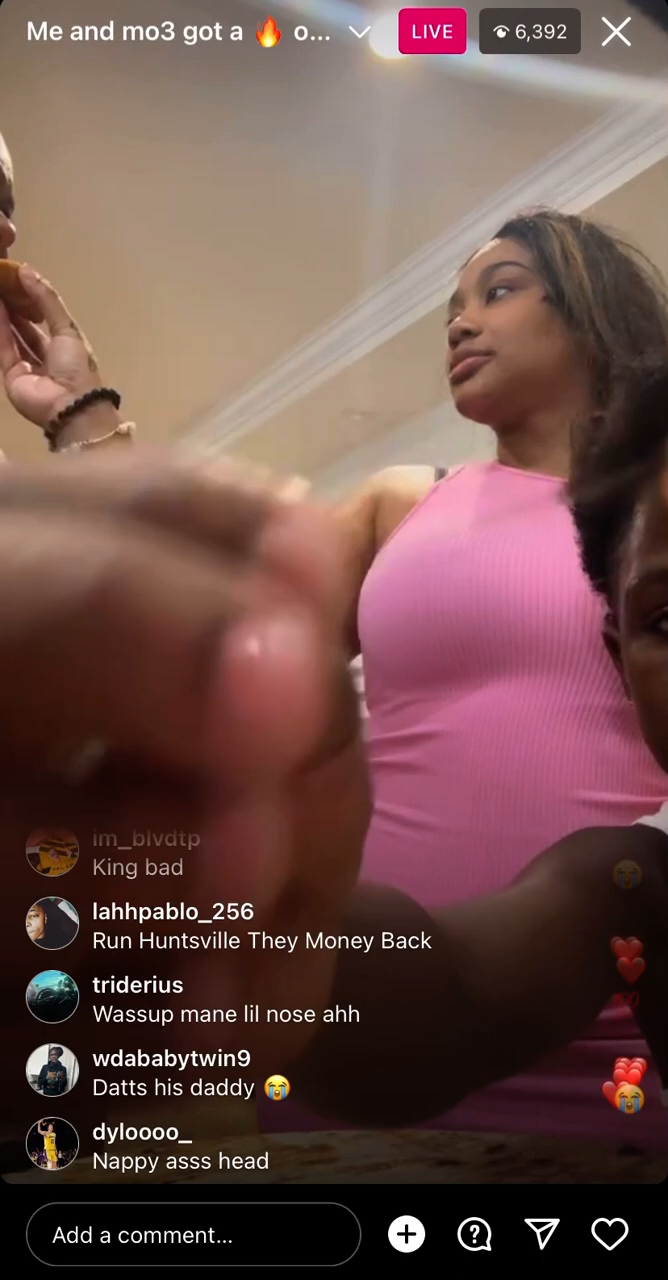 Me and mo3 got a 🔥 o... LIVE 6,392
im_blvdtp
King bad
lahhpablo_256
Run Huntsville They Money Back
triderius
Wassup mane lil nose ahh
wdababytwin9
Datts his daddy 😭
dyloooo_
Nappy asss head
Add a comment...